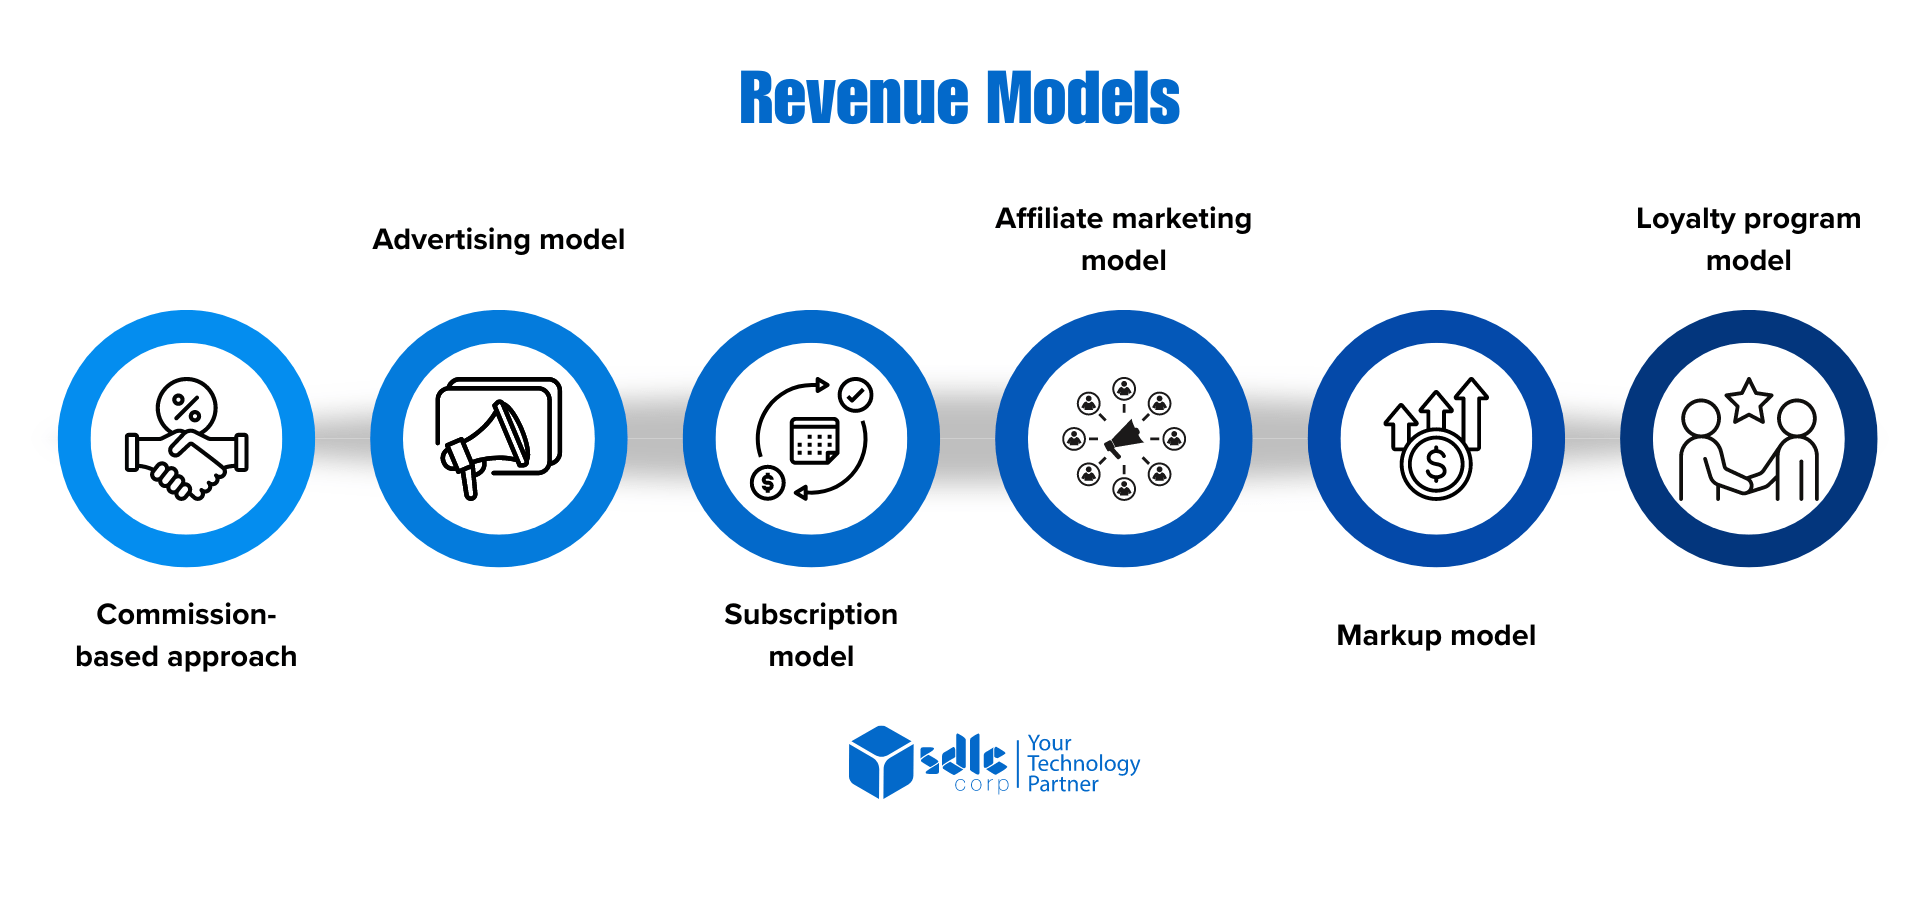 Revenue Models
Commission-
based approach
Advertising model
Subscription
model
Affiliate marketing
model
Markup model
Loyalty program
model
%
$
$
sdlc
corp
Your
Technology
Partner